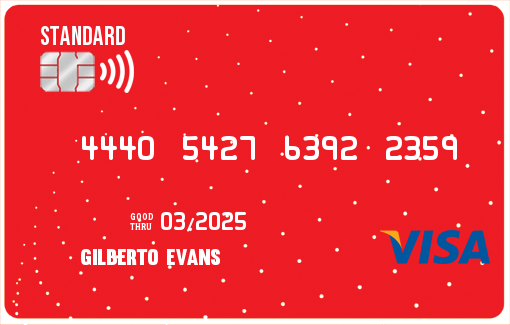 STANDARD
4440 5427 6392 2359
GOOD THRU 03/2025
GILBERTO EVANS
VISA